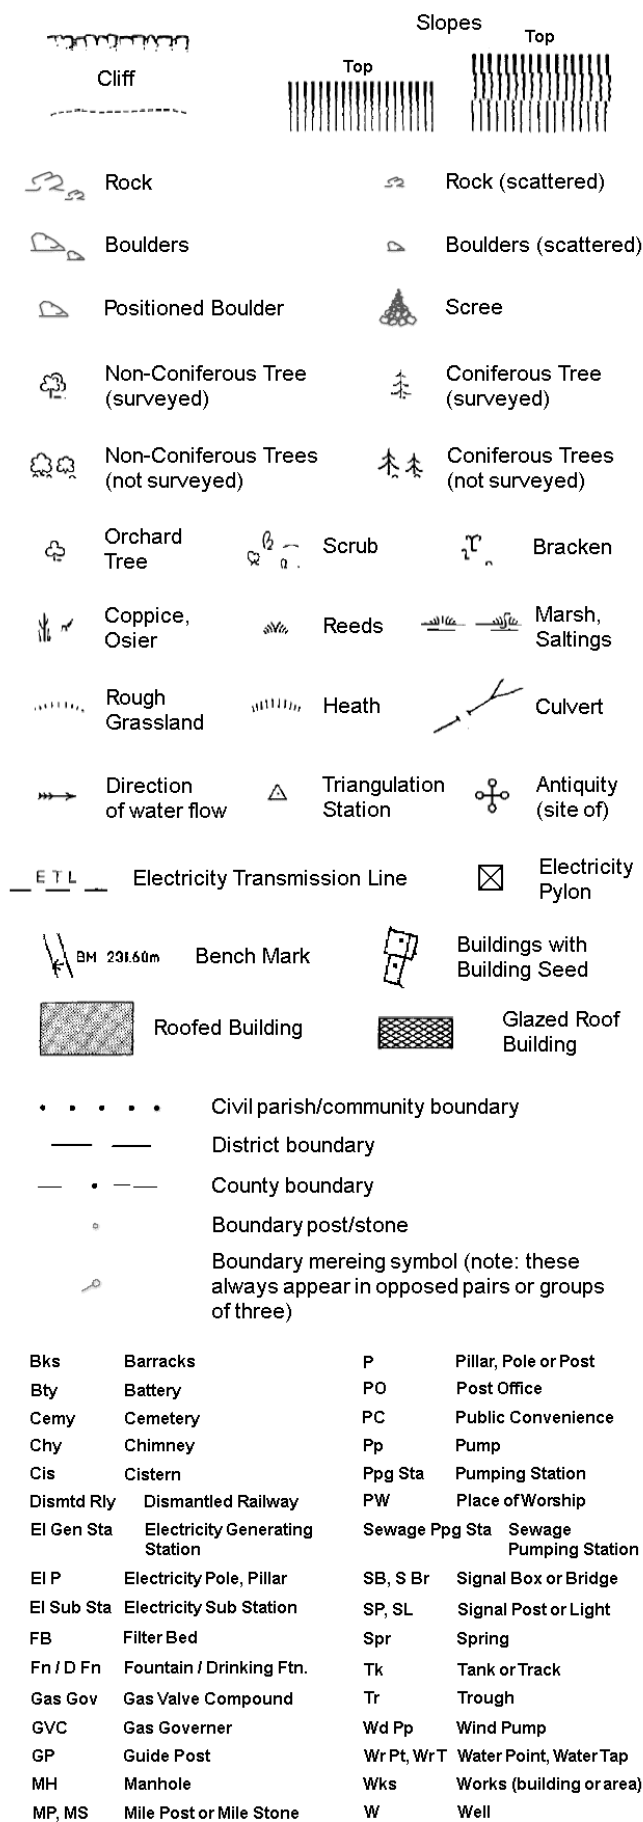 Slopes
Top
Top
Cliff
Rock
Rock (scattered)
Boulders
Boulders (scattered)
Positioned Boulder
Scree
Non-Coniferous Tree
(surveyed)
Coniferous Tree
(surveyed)
Non-Coniferous Trees
(not surveyed)
Coniferous Trees
(not surveyed)
Orchard
Tree
Scrub
Bracken
Coppice,
Osier
Reeds
Marsh,
Saltings
Rough
Grassland
Heath
Culvert
Direction
of water flow
Triangulation
Station
Antiquity
(site of)
E T L
Electricity Transmission Line
Electricity
Pylon
BM 231.60m
Bench Mark
Buildings with
Building Seed
Roofed Building
Glazed Roof
Building
Civil parish/community boundary
District boundary
County boundary
Boundary post/stone
Boundary mereing symbol (note: these
always appear in opposed pairs or groups
of three)
Bks Barracks
P Pillar, Pole or Post
Bty Battery
PO Post Office
Cemy Cemetery
PC Public Convenience
Chy Chimney
Pp Pump
Cis Cistern
Ppg Sta Pumping Station
Dismtd Rly Dismantled Railway
PW Place of Worship
El Gen Sta Electricity Generating
Station
Sewage Ppg Sta Sewage
Pumping Station
El P Electricity Pole, Pillar
SB, S Br Signal Box or Bridge
El Sub Sta Electricity Sub Station
SP, SL Signal Post or Light
FB Filter Bed
Spr Spring
Fn / D Fn Fountain / Drinking Ftn.
Tk Tank or Track
Gas Gov Gas Valve Compound
Tr Trough
GVC Gas Governer
Wd Pp Wind Pump
GP Guide Post
Wr Pt, Wr T Water Point, Water Tap
MH Manhole
Wks Works (building or area)
MP, MS Mile Post or Mile Stone
W Well